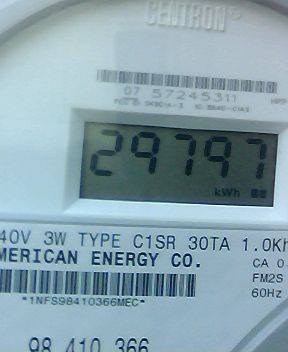 CENTRON®
07 57245311
29797
kWh
40V 3W TYPE C1SR 30TA 1.0Kh
MERICAN ENERGY CO.
CA 0
FM2S
60Hz
*1NFS98410366MEC*
98 410 366